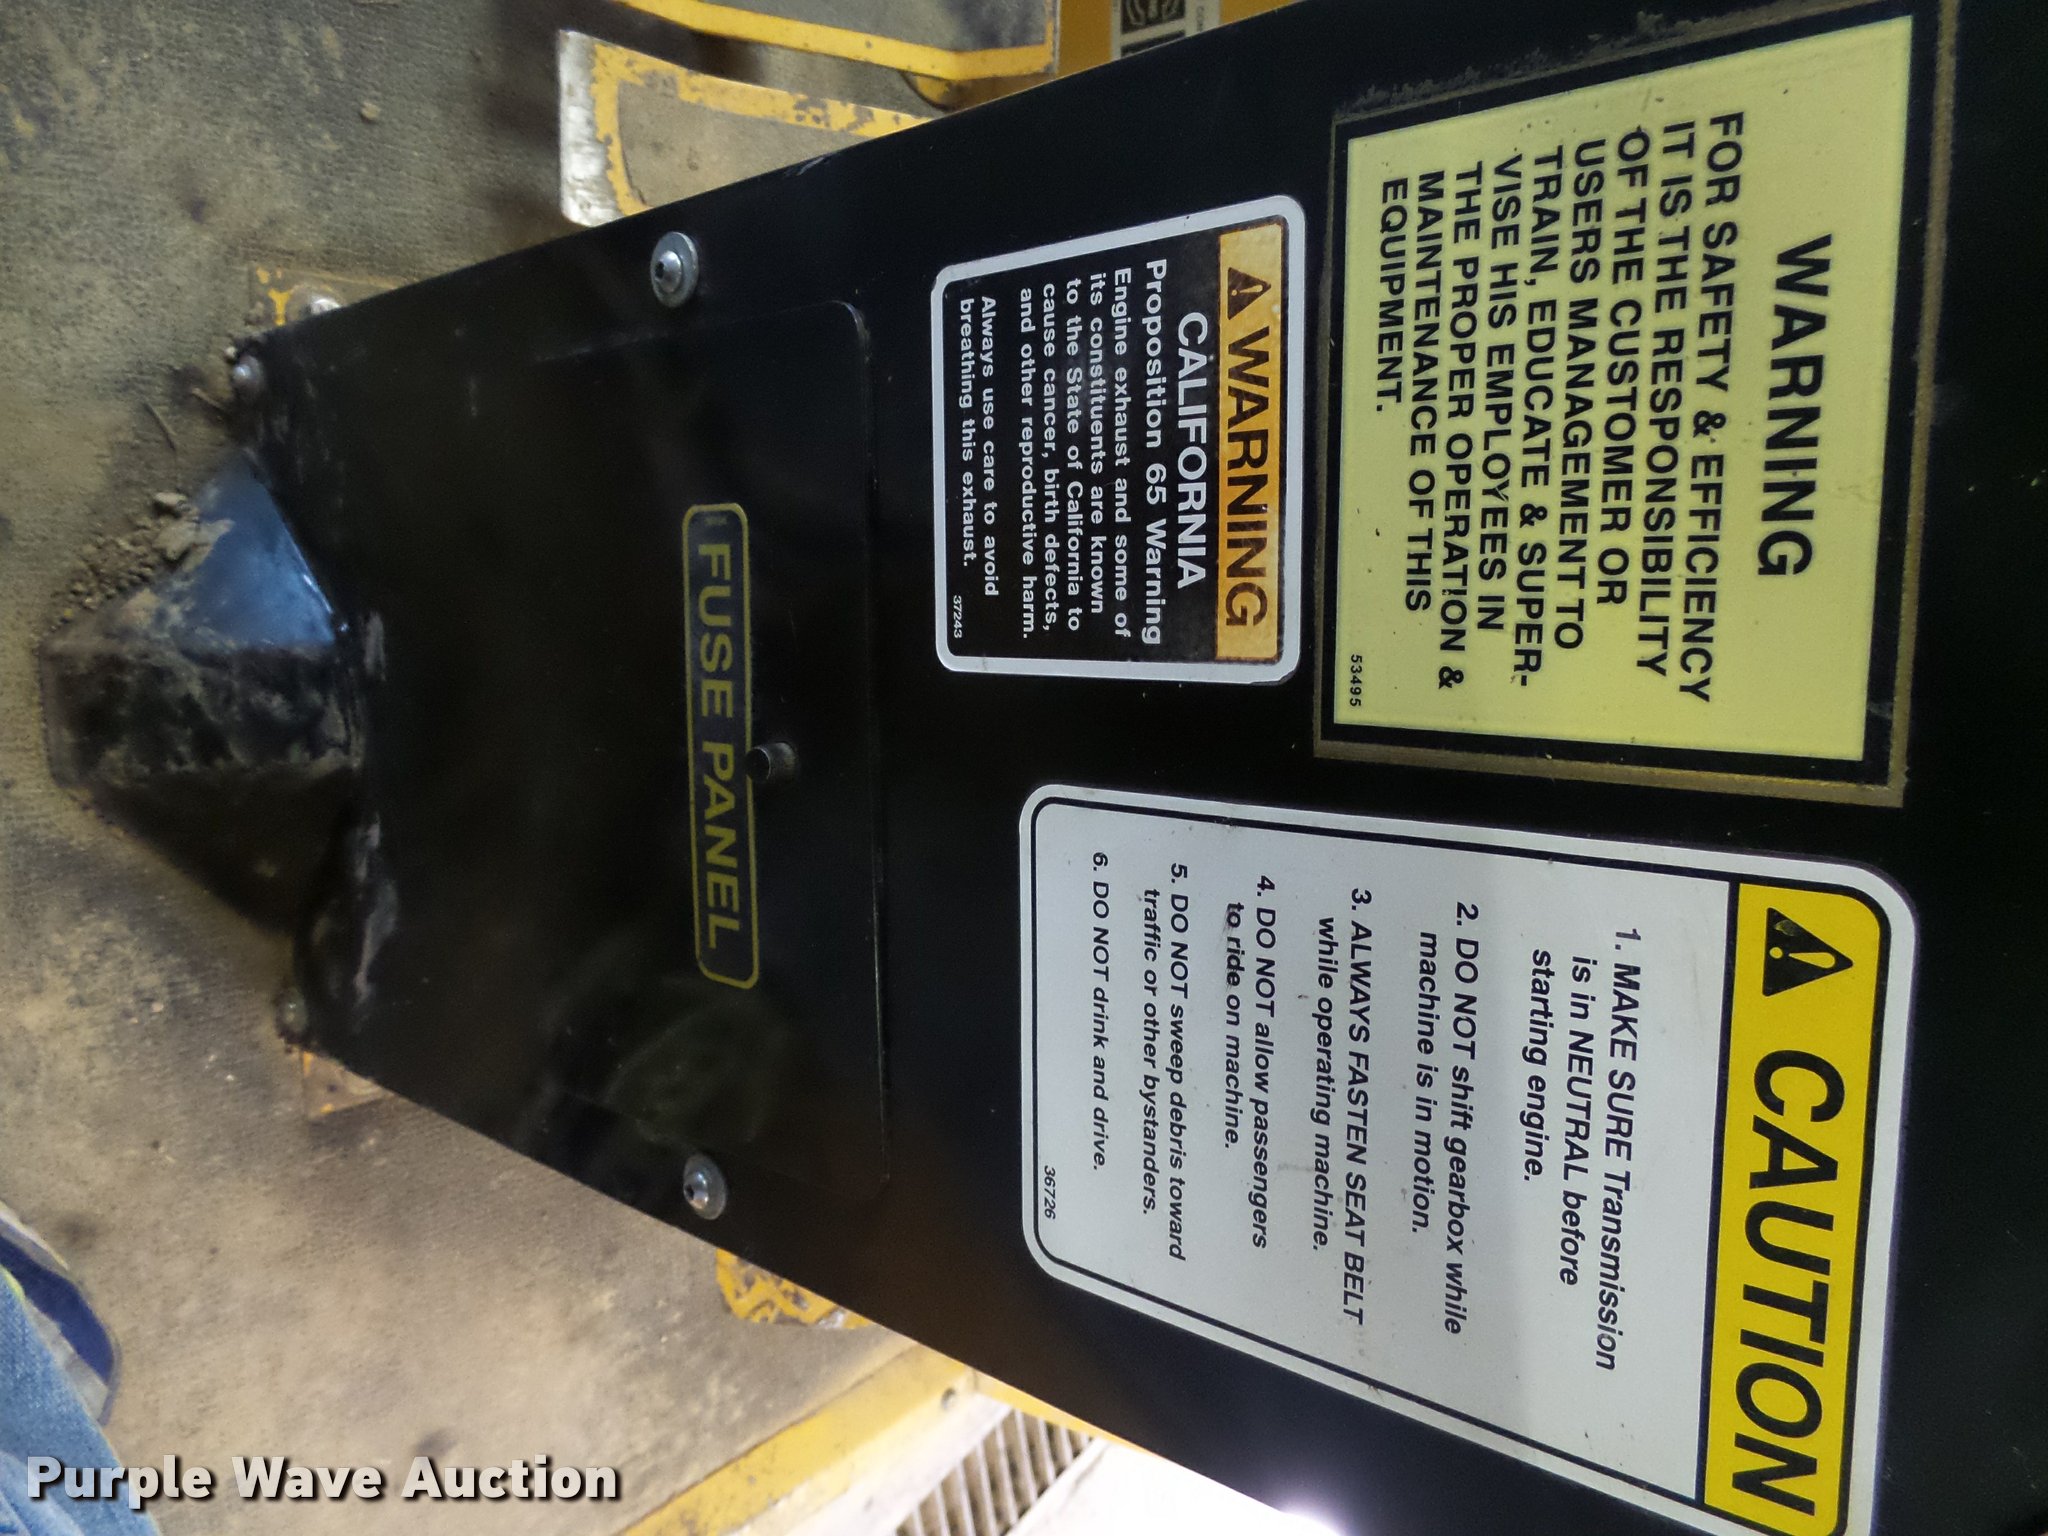 WARNING
FOR SAFETY & EFFICIENCY
IT IS THE RESPONSIBILITY
OF THE CUSTOMER OR
USERS MANAGEMENT TO
TRAIN, EDUCATE & SUPER-
VISE HIS EMPLOYEES IN
THE PROPER OPERATION &
MAINTENANCE OF THIS
EQUIPMENT.
53495
CAUTION
1. MAKE SURE Transmission
is in NEUTRAL before
starting engine.
2. DO NOT shift gearbox while
machine is in motion.
3. ALWAYS FASTEN SEAT BELT
while operating machine.
4. DO NOT allow passengers
to ride on machine.
5. DO NOT sweep debris toward
traffic or other bystanders.
6. DO NOT drink and drive.
36726
WARNING
CALIFORNIA
Proposition 65 Warning
Engine exhaust and some of
its constituents are known
to the State of California to
cause cancer, birth defects,
and other reproductive harm.
Always use care to avoid
breathing this exhaust.
37243
FUSE PANEL
Purple Wave Auction